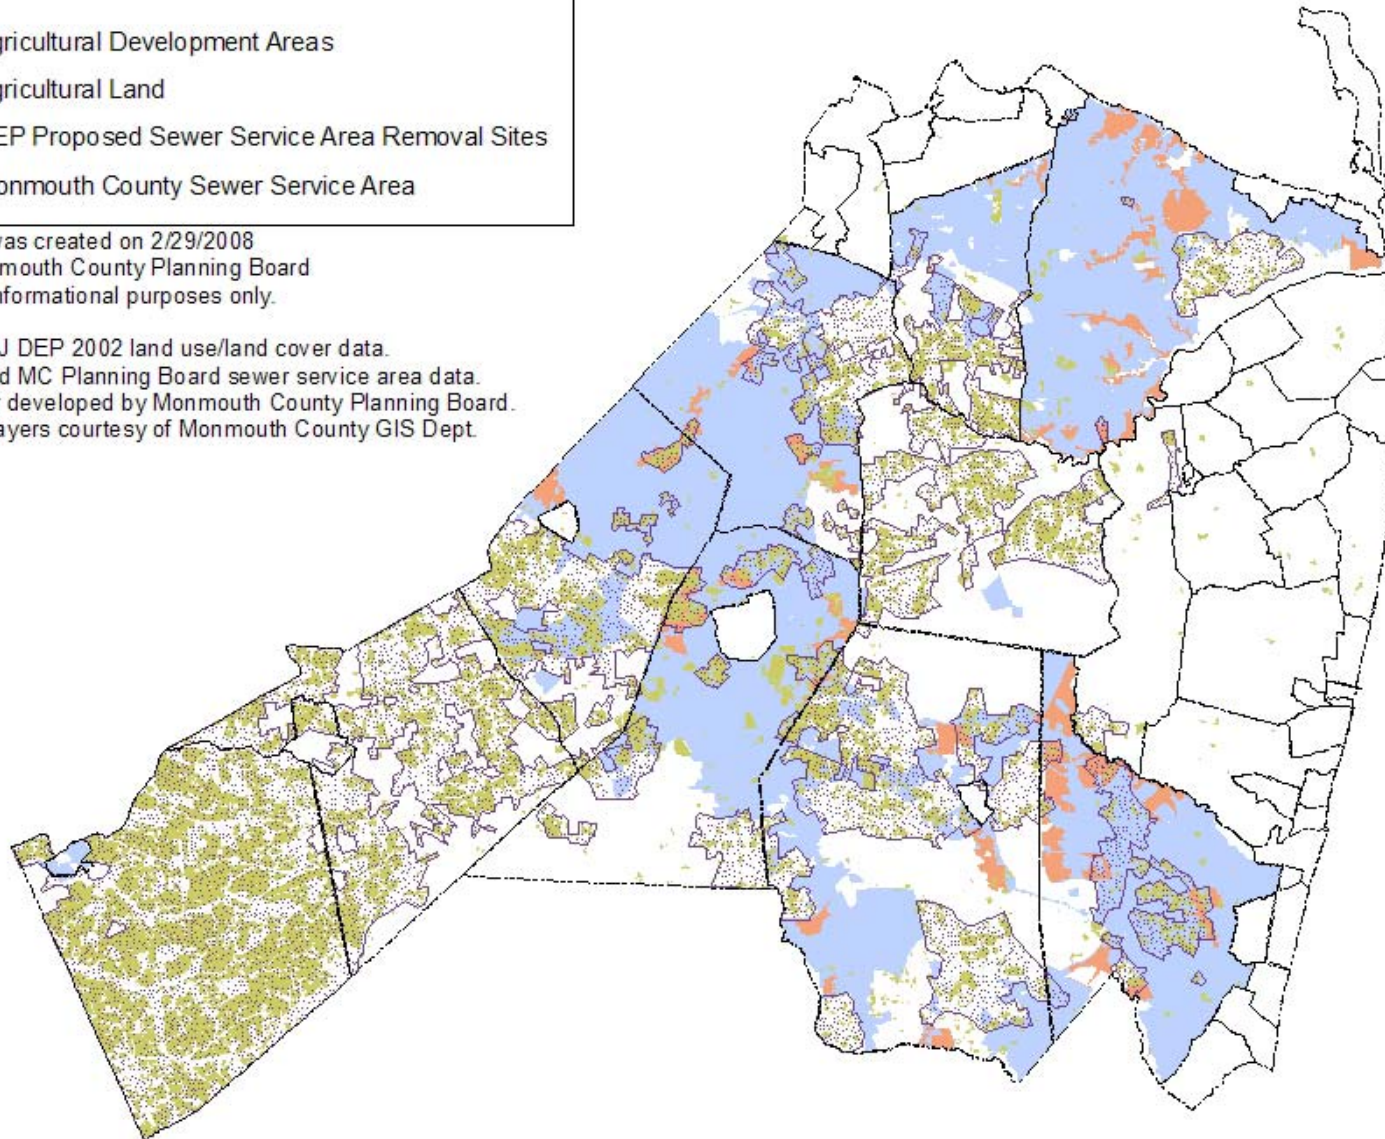 gricultural Development Areas
gricultural Land
EP Proposed Sewer Service Area Removal Sites
onmouth County Sewer Service Area
was created on 2/29/2008
mouth County Planning Board
nformational purposes only.
J DEP 2002 land use/land cover data.
d MC Planning Board sewer service area data.
r developed by Monmouth County Planning Board.
ayers courtesy of Monmouth County GIS Dept.